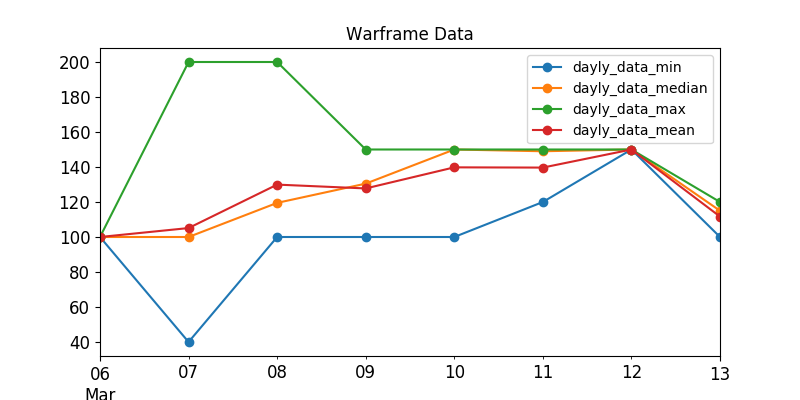 Warframe Data
dayly_data_min
dayly_data_median
dayly_data_max
dayly_data_mean
200
180
160
140
120
100
80
60
40
06 07 08 09 10 11 12 13
Mar